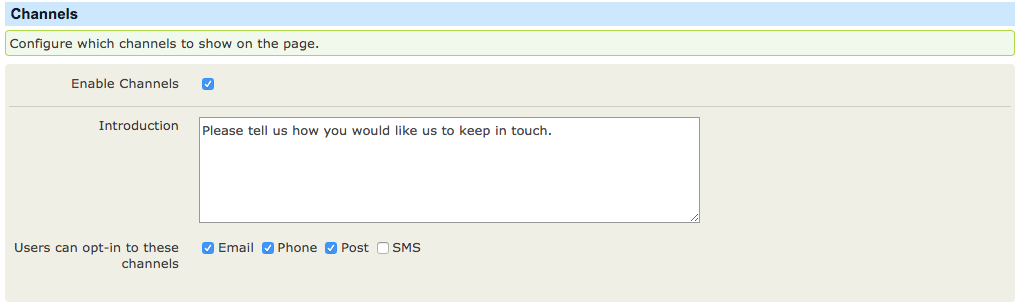 Channels
Configure which channels to show on the page.
Enable Channels
Introduction
Please tell us how you would like us to keep in touch.
Users can opt-in to these
channels
Email Phone Post SMS